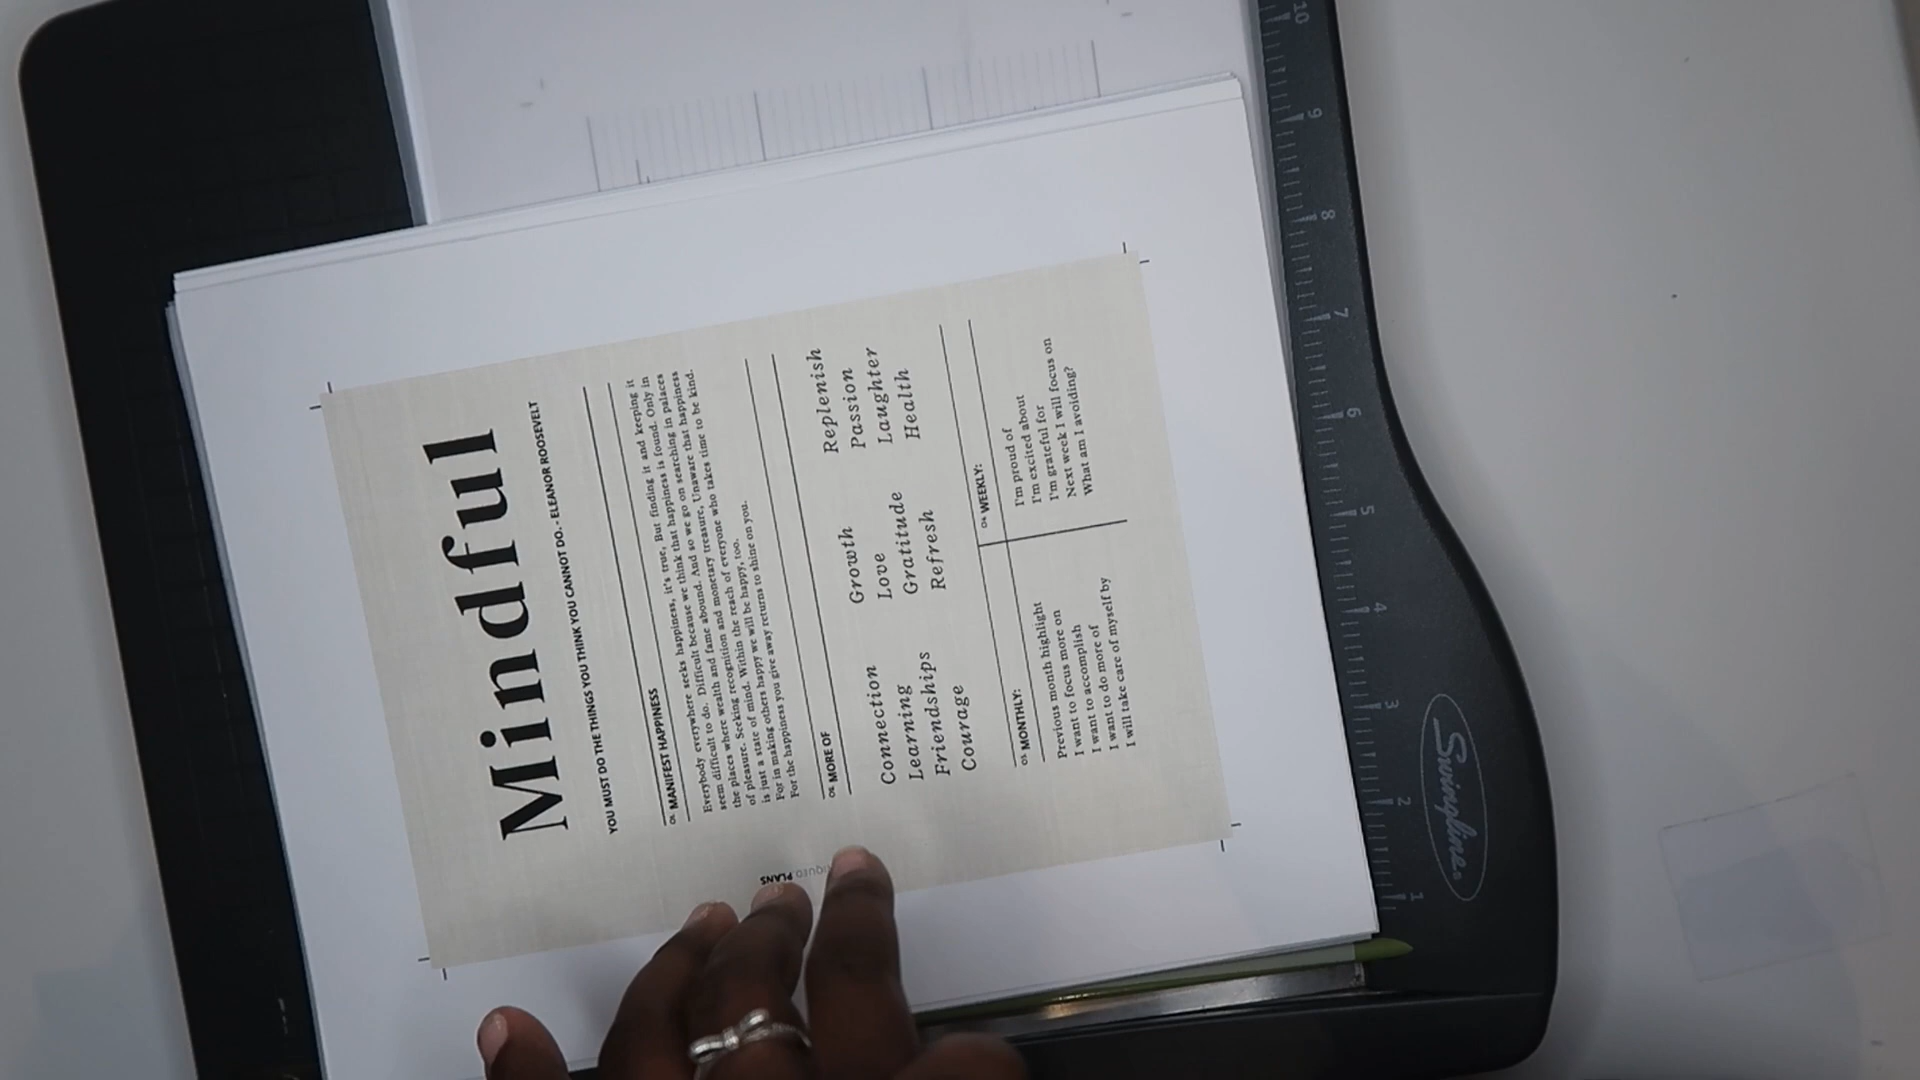 Mindful
YOU MUST DO THE THINGS YOU THINK YOU CANNOT DO. - ELEANOR ROOSEVELT
01. MANIFEST HAPPINESS
Everybody everywhere seeks happiness, it's true, But finding it and keeping it
seem difficult to do. Difficult because we think that happiness is found. Only in
the places where wealth and fame abound. And so we go on searching in palaces
of pleasure. Seeking recognition and monetary treasure, Unaware that happiness
is just a state of mind. Within the reach of everyone who takes time to be kind.
For in making others happy we will be happy, too.
For the happiness you give away returns to shine on you.
02. MORE OF
Connection Growth Replenish
Learning Love Passion
Friendships Gratitude Laughter
Courage Refresh Health
03. MONTHLY:
Previous month highlight
I want to focus more on
I want to accomplish
I want to do more of
I will take care of myself by
04. WEEKLY:
I'm proud of
I'm excited about
I'm grateful for
Next week I will focus on
What am I avoiding?
PLANS
Swingline
1
2
3
4
5
6
7
8
9
10